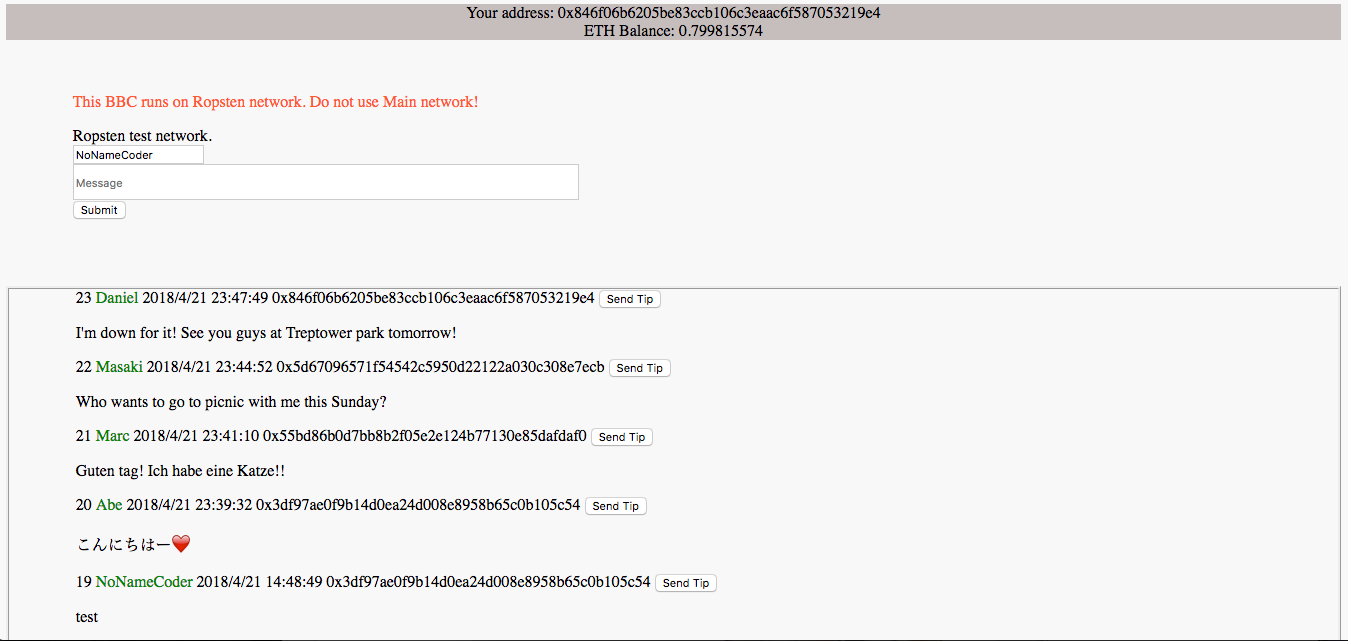 Your address: 0x846f06b6205be83ccb106c3eaac6f587053219e4
ETH Balance: 0.799815574
This BBC runs on Ropsten network. Do not use Main network!
Ropsten test network.
NoNameCoder
Message
Submit
23 Daniel 2018/4/21 23:47:49 0x846f06b6205be83ccb106c3eaac6f587053219e4 Send Tip
I'm down for it! See you guys at Treptower park tomorrow!
22 Masaki 2018/4/21 23:44:52 0x5d67096571f54542c5950d22122a030c308e7ecb Send Tip
Who wants to go to picnic with me this Sunday?
21 Marc 2018/4/21 23:41:10 0x55bd86b0d7bb8b2f05e2e124b77130e85dafdaf0 Send Tip
Guten tag! Ich habe eine Katze!!
20 Abe 2018/4/21 23:39:32 0x3df97ae0f9b14d0ea24d008e8958b65c0b105c54 Send Tip
こんにちはー❤️
19 NoNameCoder 2018/4/21 14:48:49 0x3df97ae0f9b14d0ea24d008e8958b65c0b105c54 Send Tip
test